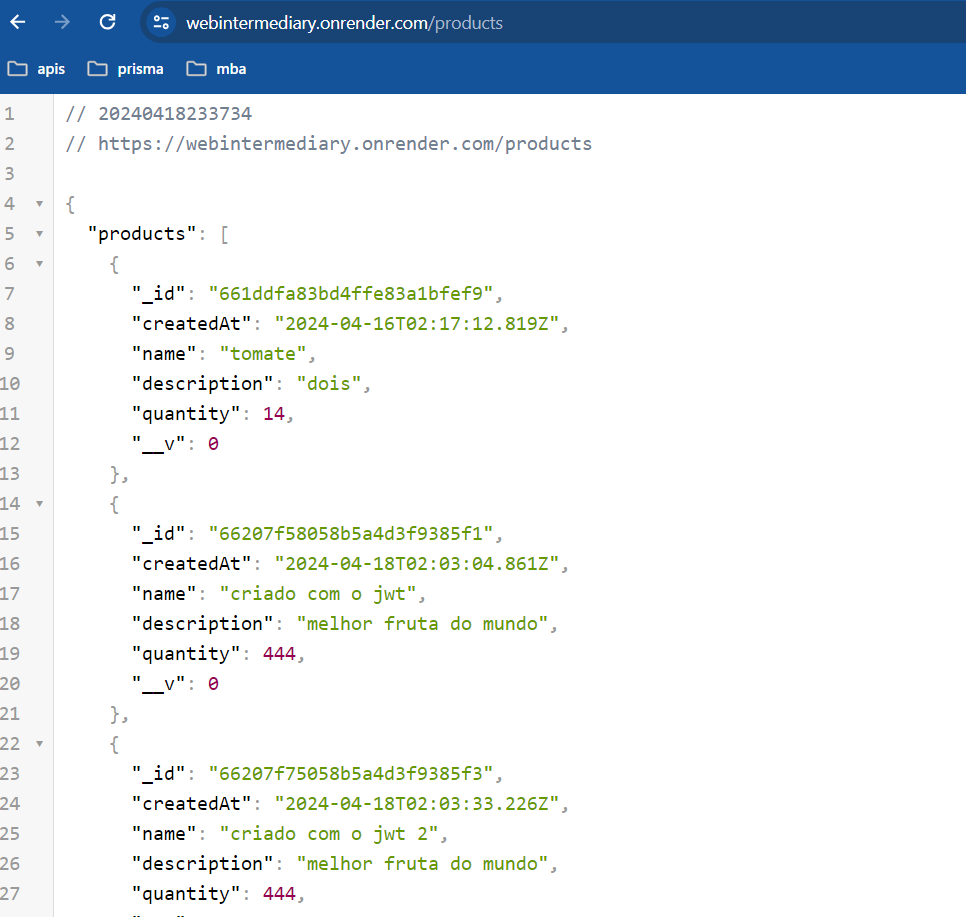 webintermediary.onrender.com/products
apis prisma mba
1 // 20240418233734
2 // https://webintermediary.onrender.com/products
3
4 {
5 "products": [
6 {
7 "_id": "661ddfa83bd4ffe83a1bfef9",
8 "createdAt": "2024-04-16T02:17:12.819Z",
9 "name": "tomate",
10 "description": "dois",
11 "quantity": 14,
12 "__v": 0
13 },
14 {
15 "_id": "66207f58058b5a4d3f9385f1",
16 "createdAt": "2024-04-18T02:03:04.861Z",
17 "name": "criado com o jwt",
18 "description": "melhor fruta do mundo",
19 "quantity": 444,
20 "__v": 0
21 },
22 {
23 "_id": "66207f75058b5a4d3f9385f3",
24 "createdAt": "2024-04-18T02:03:33.226Z",
25 "name": "criado com o jwt 2",
26 "description": "melhor fruta do mundo",
27 "quantity": 444,